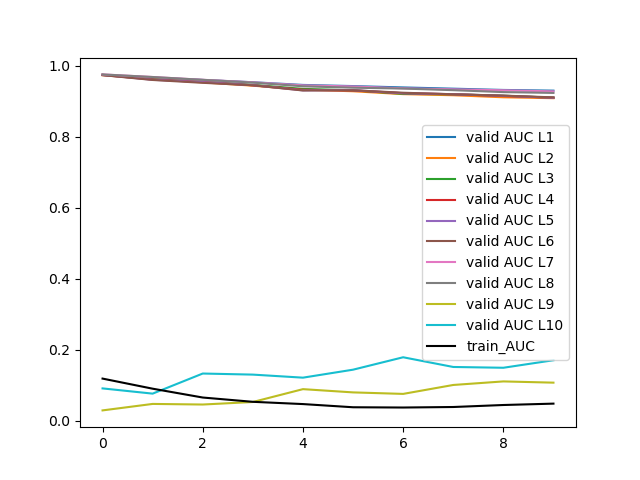 1.0
0.8
0.6
0.4
0.2
0.0
0 2 4 6 8
valid AUC L1
valid AUC L2
valid AUC L3
valid AUC L4
valid AUC L5
valid AUC L6
valid AUC L7
valid AUC L8
valid AUC L9
valid AUC L10
train_AUC